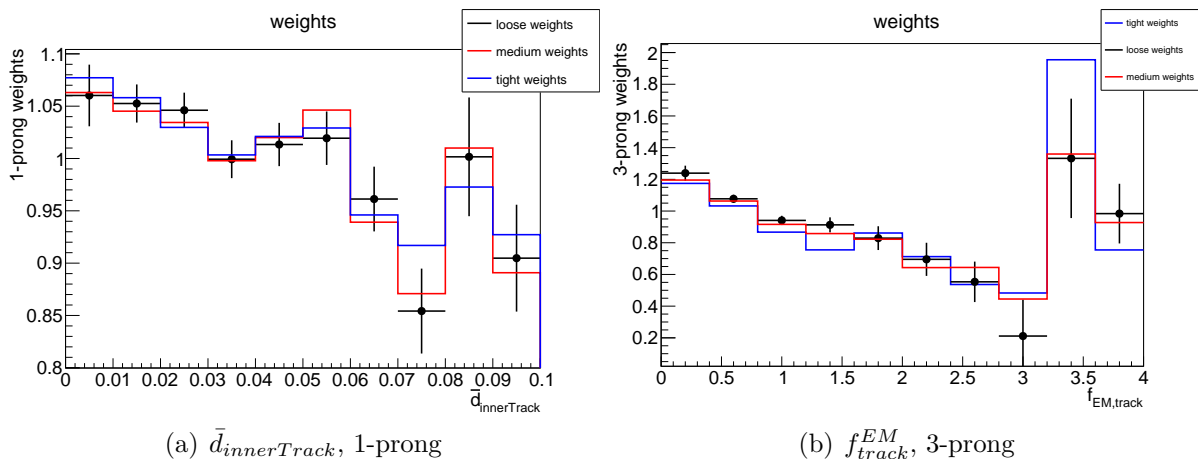 weights
loose weights
medium weights
tight weights
1-prong weights
1.1
1.05
1
0.95
0.9
0.85
0.8
0 0.01 0.02 0.03 0.04 0.05 0.06 0.07 0.08 0.09 0.1
d̄innerTrack
(a) d̄innerTrack, 1-prong
weights
tight weights
loose weights
medium weights
3-prong weights
2
1.8
1.6
1.4
1.2
1
0.8
0.6
0.4
0.2
0 0.5 1 1.5 2 2.5 3 3.5 4
fEM,track
(b) f^{EM}_{track}, 3-prong